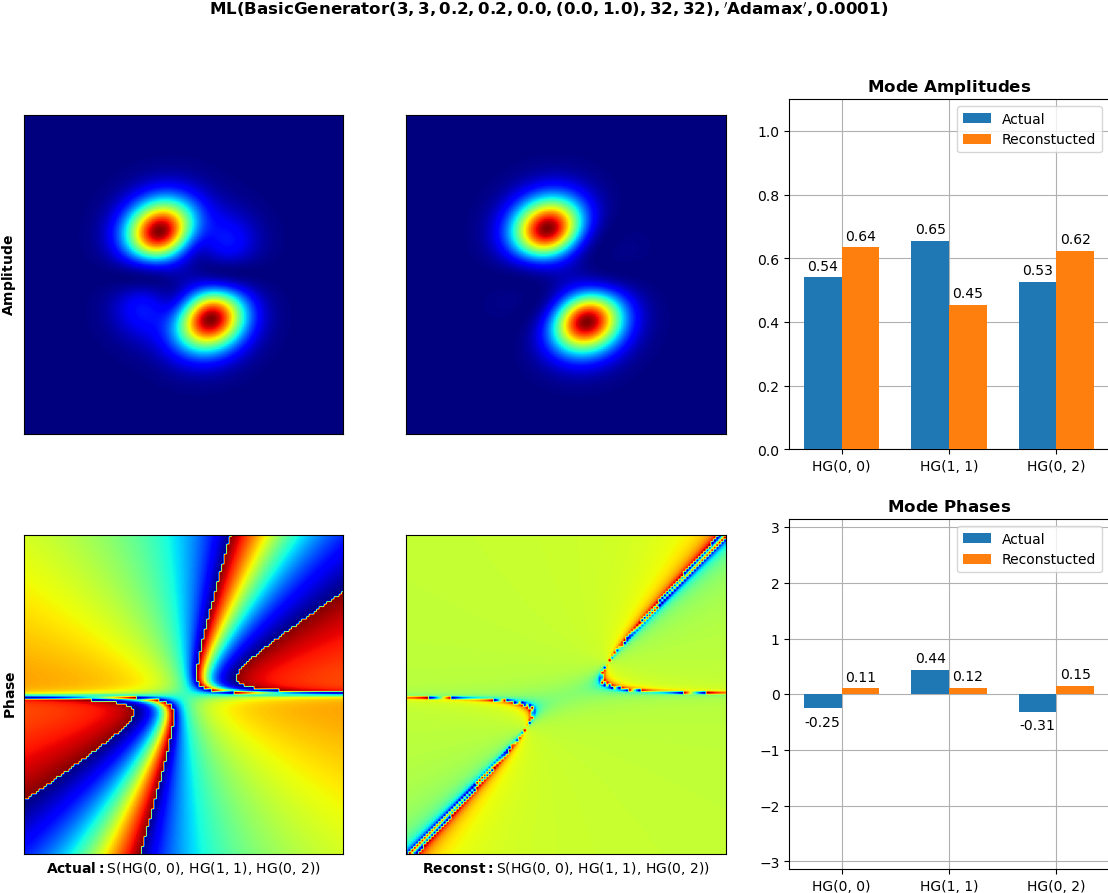 ML(BasicGenerator(3, 3, 0.2, 0.2, 0.0, (0.0, 1.0), 32, 32), ′Adamax′, 0.0001)
Amplitude
Mode Amplitudes
Actual
Reconstucted
1.0
0.8
0.6
0.4
0.2
0.0
0.54
0.64
0.65
0.45
0.53
0.62
HG(0, 0)
HG(1, 1)
HG(0, 2)
Phase
Actual: S(HG(0, 0), HG(1, 1), HG(0, 2))
Reconst: S(HG(0, 0), HG(1, 1), HG(0, 2))
Mode Phases
Actual
Reconstucted
3
2
1
0
−1
−2
−3
-0.25
0.11
0.44
0.12
-0.31
0.15
HG(0, 0)
HG(1, 1)
HG(0, 2)